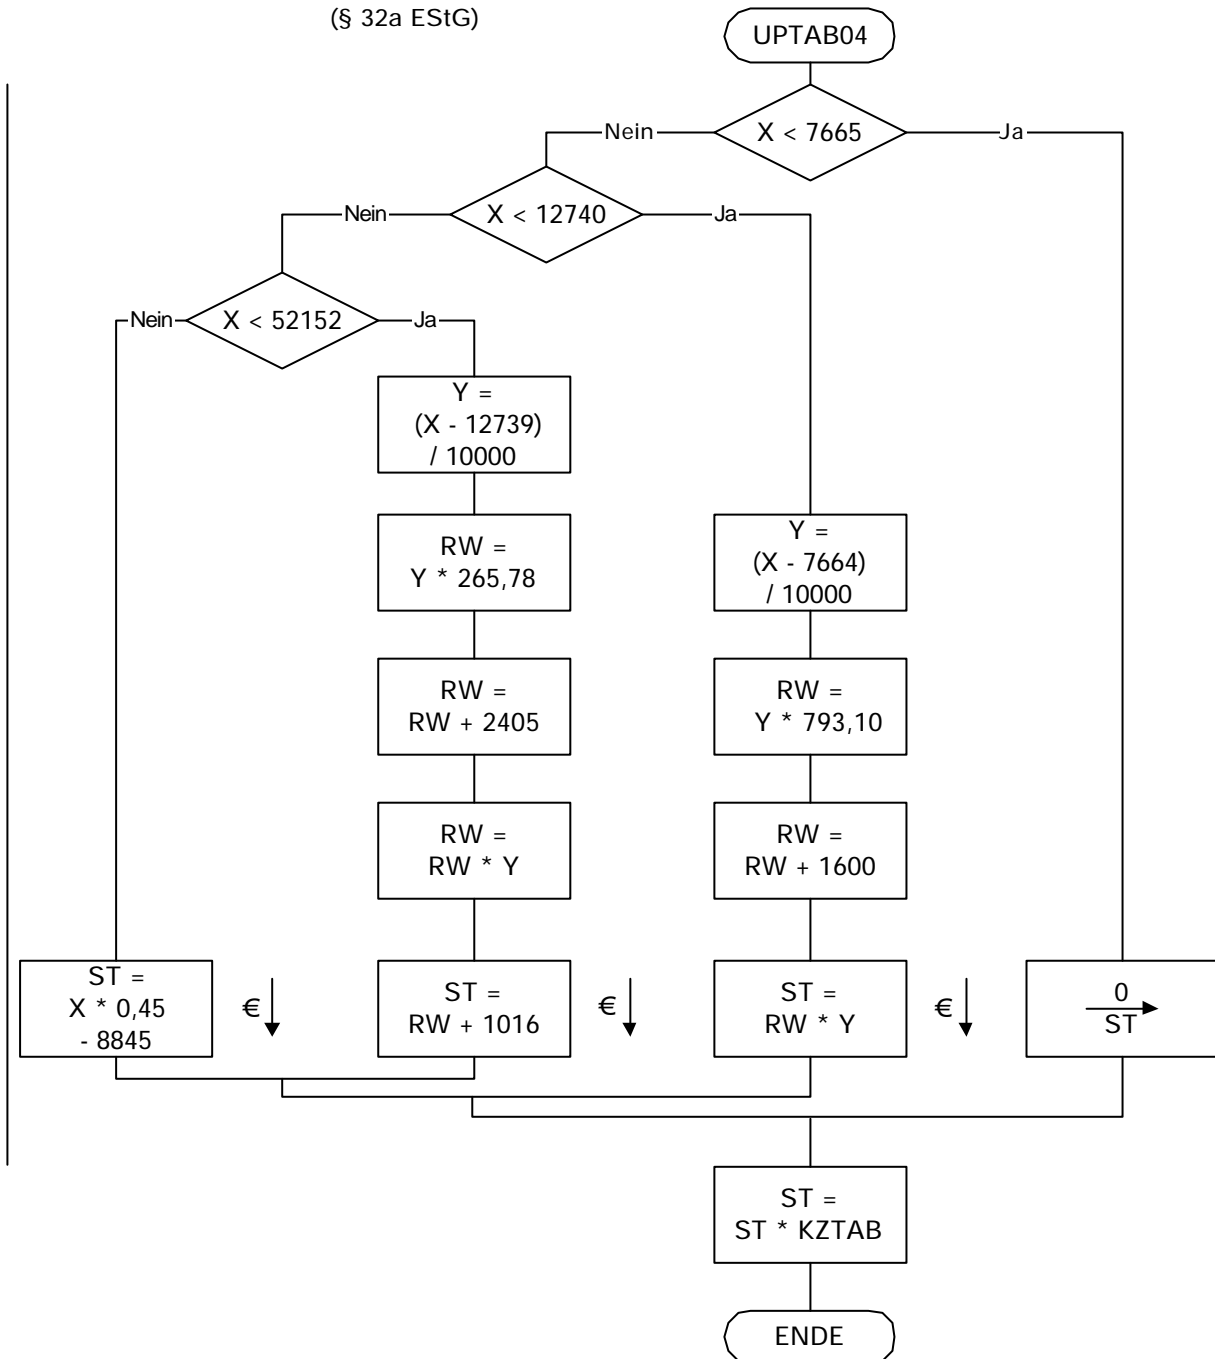 (§ 32a EStG)
UPTAB04
X < 7665
Nein
Ja
X < 12740
Nein
Ja
X < 52152
Nein
Ja
Y =
(X - 12739)
/ 10000
RW =
Y * 265,78
Y =
(X - 7664)
/ 10000
RW =
RW + 2405
RW =
Y * 793,10
RW =
RW * Y
RW =
RW + 1600
ST =
X * 0,45
- 8845
€
ST =
RW + 1016
€
ST =
RW * Y
€
0
ST
ST =
ST * KZTAB
ENDE